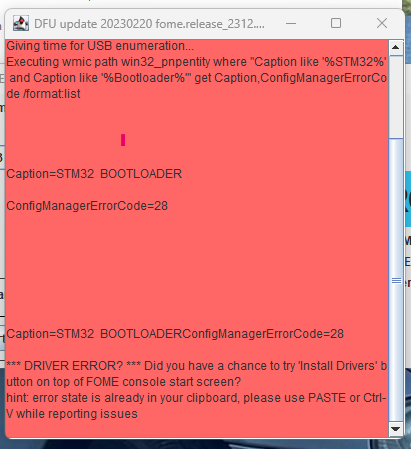 DFU update 20230220 fome.release_2312.
Giving time for USB enumeration...
Executing wmic path win32_pnpentity where "Caption like '%STM32%'
and Caption like '%Bootloader%'" get Caption,ConfigManagerErrorCo
de /format:list
Caption=STM32  BOOTLOADER
ConfigManagerErrorCode=28
Caption=STM32  BOOTLOADERConfigManagerErrorCode=28
*** DRIVER ERROR? *** Did you have a chance to try 'Install Drivers' b
utton on top of FOME console start screen?
hint: error state is already in your clipboard, please use PASTE or Ctrl-
V while reporting issues